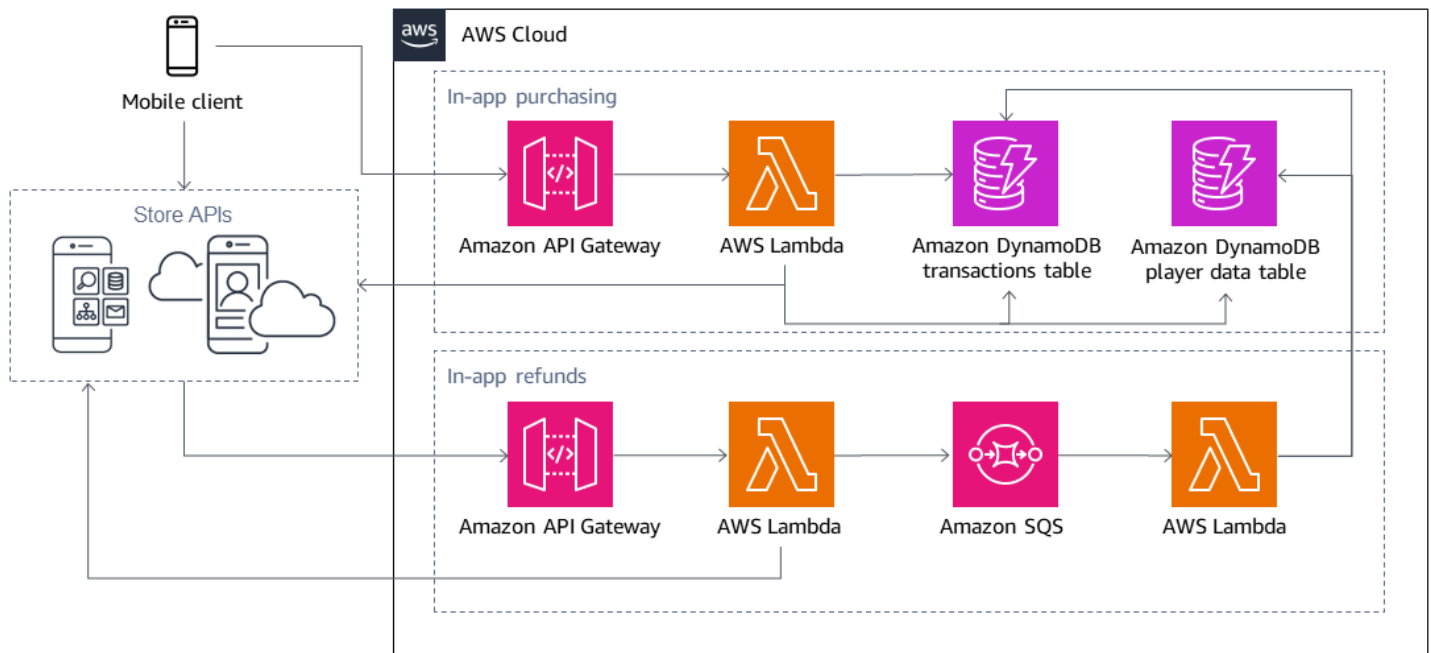 aws
AWS Cloud
Mobile client
In-app purchasing
Amazon API Gateway
AWS Lambda
Amazon DynamoDB
transactions table
Amazon DynamoDB
player data table
Store APIs
In-app refunds
Amazon API Gateway
AWS Lambda
Amazon SQS
AWS Lambda